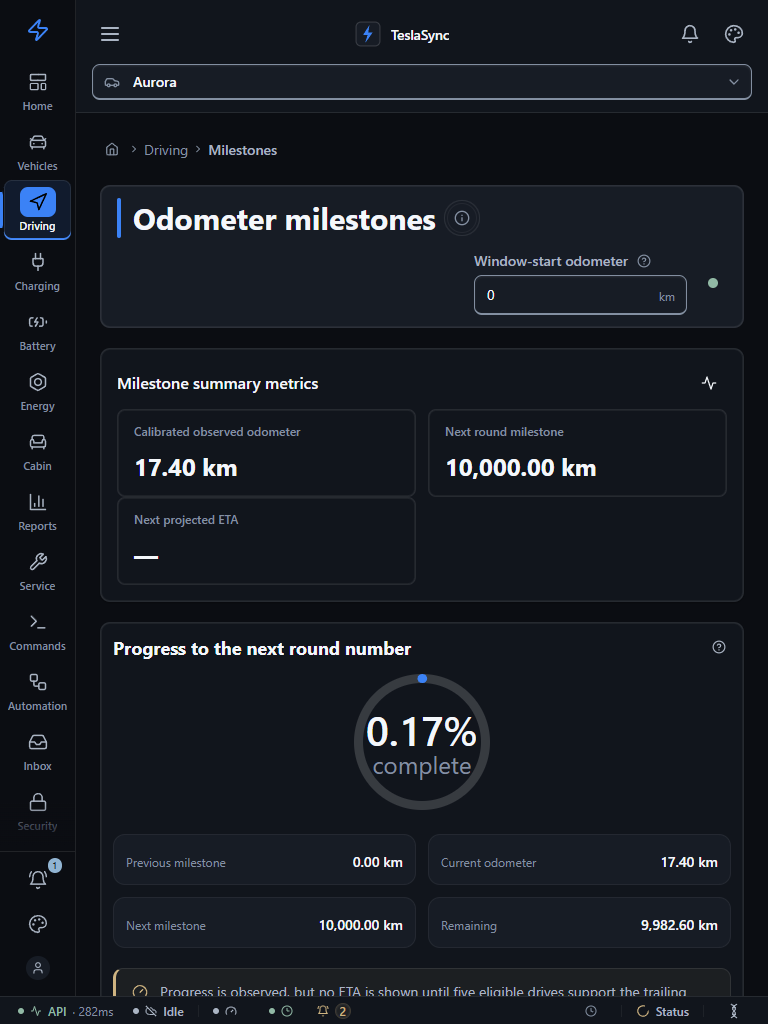 TeslaSync
Aurora
Home
Vehicles
Driving
Charging
Battery
Energy
Cabin
Reports
Service
Commands
Automation
Inbox
Security
1
Driving
Milestones
Odometer milestones
Window-start odometer
0 km
Milestone summary metrics
Calibrated observed odometer
17.40 km
Next round milestone
10,000.00 km
Next projected ETA
—
Progress to the next round number
0.17%
complete
Previous milestone 0.00 km
Current odometer 17.40 km
Next milestone 10,000.00 km
Remaining 9,982.60 km
Progress is observed, but no ETA is shown until five eligible drives support the trailing
API · 282ms
Idle
2
Status